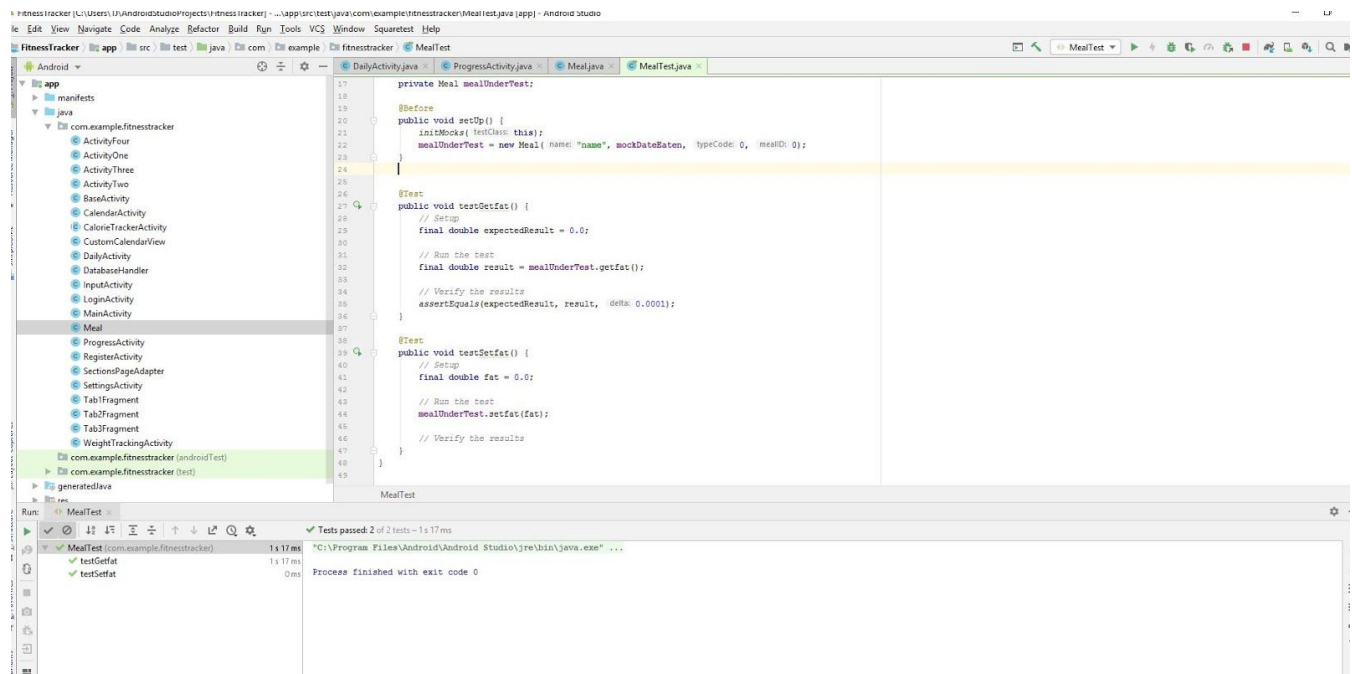 FitnessTracker [C:\Users\TJ\AndroidStudioProjects\FitnessTracker] - ...\app\src\test\java\com\example\fitnesstracker\MealTest.java [app] - Android Studio
Edit View Navigate Code Analyze Refactor Build Run Tools VCS Window Squaretest Help
FitnessTracker app src test java com example fitnesstracker MealTest
MealTest
Android
DailyActivity.java ProgressActivity.java Meal.java MealTest.java
app
manifests
java
com.example.fitnesstracker
ActivityFour
ActivityOne
ActivityThree
ActivityTwo
BaseActivity
CalendarActivity
CalorieTrackerActivity
CustomCalendarView
DailyActivity
DatabaseHandler
InputActivity
LoginActivity
MainActivity
Meal
ProgressActivity
RegisterActivity
SectionsPageAdapter
SettingsActivity
Tab1Fragment
Tab2Fragment
Tab3Fragment
WeightTrackingActivity
com.example.fitnesstracker (androidTest)
com.example.fitnesstracker (test)
generatedJava
res
17 private Meal mealUnderTest;
18
19 @Before
20 public void setUp() {
21 initMocks( testClass: this);
22 mealUnderTest = new Meal( name: "name", mockDateEaten, typeCode: 0, mealID: 0);
23 }
24
25
26 @Test
27 public void testGetfat() {
28 // Setup
29 final double expectedResult = 0.0;
30
31 // Run the test
32 final double result = mealUnderTest.getfat();
33
34 // Verify the results
35 assertEquals(expectedResult, result, delta: 0.0001);
36 }
37
38 @Test
39 public void testSetfat() {
40 // Setup
41 final double fat = 0.0;
42
43 // Run the test
44 mealUnderTest.setfat(fat);
45
46 // Verify the results
47 }
48 }
49
MealTest
Run: MealTest
Tests passed: 2 of 2 tests – 1 s 17 ms
MealTest (com.example.fitnesstracker) 1 s 17 ms
testGetfat 1 s 17 ms
testSetfat 0 ms
"C:\Program Files\Android\Android Studio\jre\bin\java.exe" ...
Process finished with exit code 0